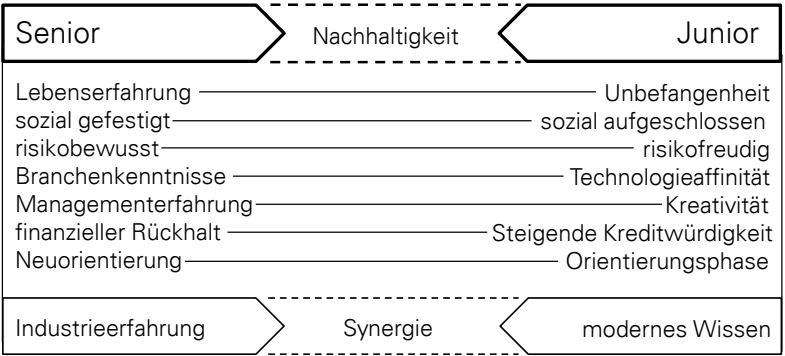 Senior Nachhaltigkeit Junior
Lebenserfahrung Unbefangenheit
sozial gefestigt sozial aufgeschlossen
risikobewusst risikofreudig
Branchenkenntnisse Technologieaffinität
Managementerfahrung Kreativität
finanzieller Rückhalt Steigende Kreditwürdigkeit
Neuorientierung Orientierungsphase
Industrieerfahrung Synergie modernes Wissen